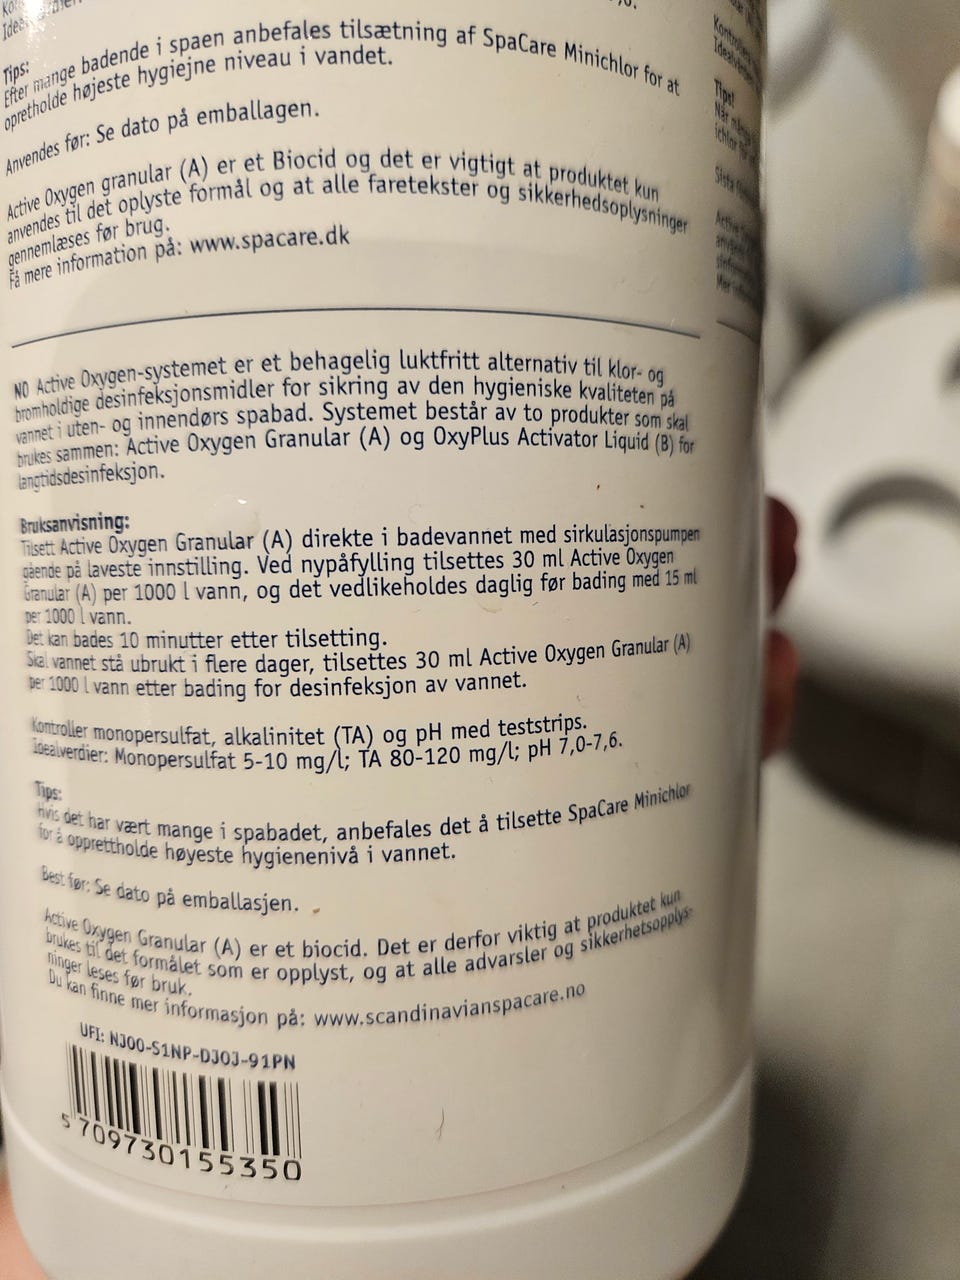 Tips:
Efter mange badende i spaen anbefales tilsætning af SpaCare Minichlor for at
opretholde højeste hygiejne niveau i vandet.
Anvendes før: Se dato på emballagen.
Active Oxygen granular (A) er et Biocid og det er vigtigt at produktet kun
anvendes til det oplyste formål og at alle faretekster og sikkerhedsoplysninger
gennemlæses før brug.
Få mere information på: www.spacare.dk
NO Active Oxygen-systemet er et behagelig luktfritt alternativ til klor- og
bromholdige desinfeksjonsmidler for sikring av den hygieniske kvaliteten på
vannet i uten- og innendørs spabad. Systemet består av to produkter som skal
brukes sammen: Active Oxygen Granular (A) og OxyPlus Activator Liquid (B) for
langtidsdesinfeksjon.
Bruksanvisning:
Tilsett Active Oxygen Granular (A) direkte i badevannet med sirkulasjonspumpen
gående på laveste innstilling. Ved nypåfylling tilsettes 30 ml Active Oxygen
Granular (A) per 1000 l vann, og det vedlikeholdes daglig før bading med 15 ml
per 1000 l vann.
Det kan bades 10 minutter etter tilsetting.
Skal vannet stå ubrukt i flere dager, tilsettes 30 ml Active Oxygen Granular (A)
per 1000 l vann etter bading for desinfeksjon av vannet.
Kontroller monopersulfat, alkalinitet (TA) og pH med teststrips.
Idealverdier: Monopersulfat 5-10 mg/l; TA 80-120 mg/l; pH 7,0-7,6.
Tips:
Hvis det har vært mange i spabadet, anbefales det å tilsette SpaCare Minichlor
for å opprettholde høyeste hygienenivå i vannet.
Best før: Se dato på emballasjen.
Active Oxygen Granular (A) er et biocid. Det er derfor viktig at produktet kun
brukes til det formålet som er opplyst, og at alle advarsler og sikkerhetsopplys-
ninger leses før bruk.
Du kan finne mer informasjon på: www.scandinavianspacare.no
UFI: NJ00-S1NP-DJ0J-91PN
5 709730155350